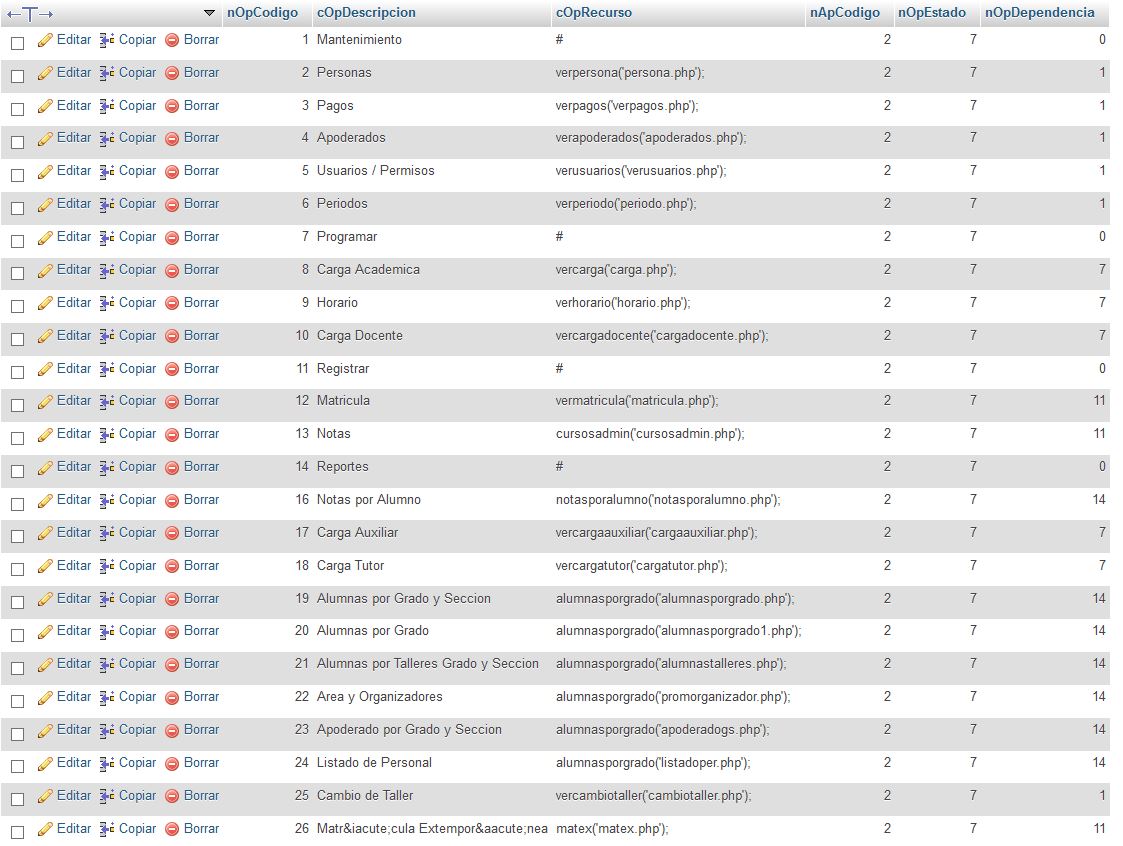 nOpCodigo cOpDescripcion cOpRecurso nApCodigo nOpEstado nOpDependencia
Editar Copiar Borrar 1 Mantenimiento # 2 7 0
Editar Copiar Borrar 2 Personas verpersona('persona.php'); 2 7 1
Editar Copiar Borrar 3 Pagos verpagos('verpagos.php'); 2 7 1
Editar Copiar Borrar 4 Apoderados verapoderados('apoderados.php'); 2 7 1
Editar Copiar Borrar 5 Usuarios / Permisos verusuarios('verusuarios.php'); 2 7 1
Editar Copiar Borrar 6 Periodos verperiodo('periodo.php'); 2 7 1
Editar Copiar Borrar 7 Programar # 2 7 0
Editar Copiar Borrar 8 Carga Academica vercarga('carga.php'); 2 7 7
Editar Copiar Borrar 9 Horario verhorario('horario.php'); 2 7 7
Editar Copiar Borrar 10 Carga Docente vercargadocente('cargadocente.php'); 2 7 7
Editar Copiar Borrar 11 Registrar # 2 7 0
Editar Copiar Borrar 12 Matricula vermatricula('matricula.php'); 2 7 11
Editar Copiar Borrar 13 Notas cursosadmin('cursosadmin.php'); 2 7 11
Editar Copiar Borrar 14 Reportes # 2 7 0
Editar Copiar Borrar 16 Notas por Alumno notasporalumno('notasporalumno.php'); 2 7 14
Editar Copiar Borrar 17 Carga Auxiliar vercargaauxiliar('cargaauxiliar.php'); 2 7 7
Editar Copiar Borrar 18 Carga Tutor vercargatutor('cargatutor.php'); 2 7 7
Editar Copiar Borrar 19 Alumnas por Grado y Seccion alumnasporgrado('alumnasporgrado.php'); 2 7 14
Editar Copiar Borrar 20 Alumnas por Grado alumnasporgrado('alumnasporgrado1.php'); 2 7 14
Editar Copiar Borrar 21 Alumnas por Talleres Grado y Seccion alumnasporgrado('alumnastalleres.php'); 2 7 14
Editar Copiar Borrar 22 Area y Organizadores alumnasporgrado('promorganizador.php'); 2 7 14
Editar Copiar Borrar 23 Apoderado por Grado y Seccion alumnasporgrado('apoderadogs.php'); 2 7 14
Editar Copiar Borrar 24 Listado de Personal alumnasporgrado('listadoper.php'); 2 7 14
Editar Copiar Borrar 25 Cambio de Taller vercambiotaller('cambiotaller.php'); 2 7 1
Editar Copiar Borrar 26 Matr&iacute;cula Extempor&aacute;nea matex('matex.php'); 2 7 11